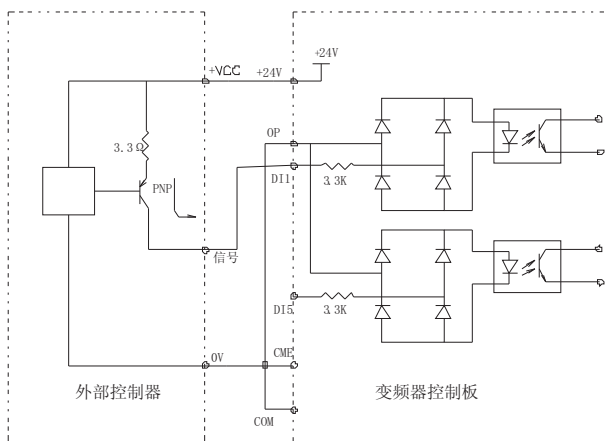 +24V
+VCC
+24V
3.3Ω
OP
PNP
DI1
3.3K
信号
DI5
3.3K
CME
0V
COM
外部控制器
变频器控制板